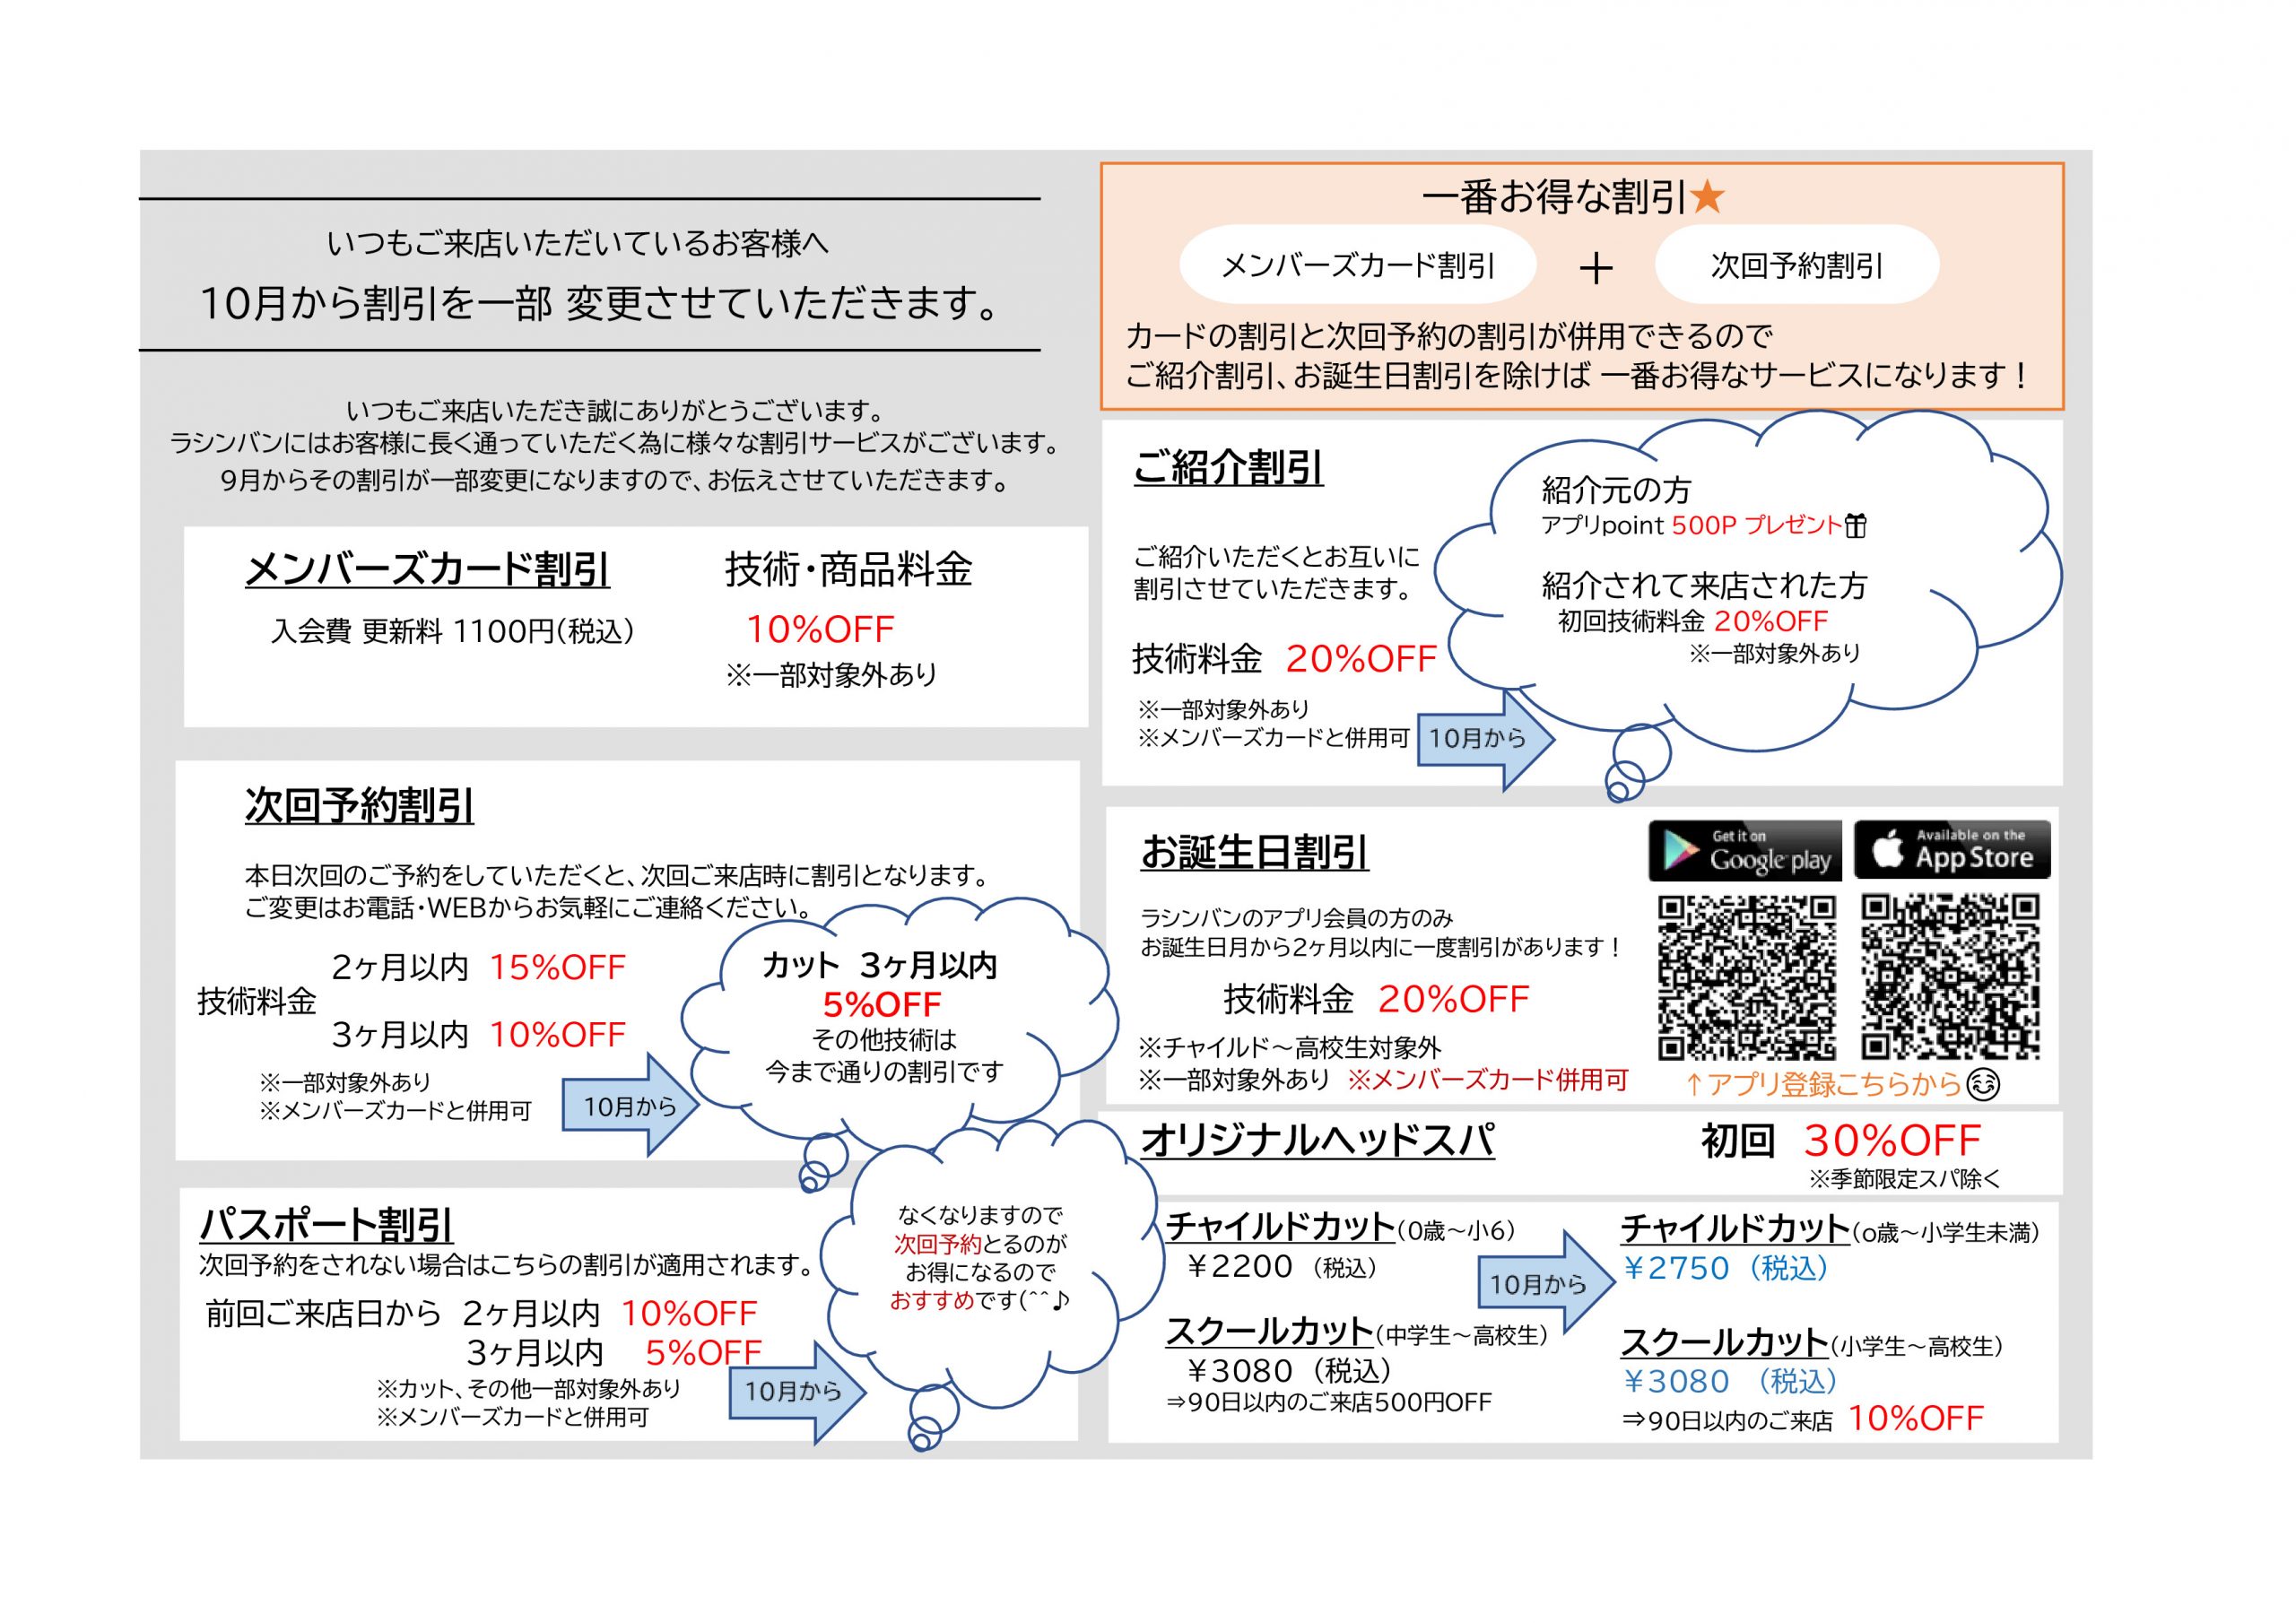 いつもご来店いただいているお客様へ
10月から割引を一部 変更させていただきます。
いつもご来店いただき誠にありがとうございます。
ラシンバンにはお客様に長く通っていただく為に様々な割引サービスがございます。
9月からその割引が一部変更になりますので、お伝えさせていただきます。
メンバーズカード割引 技術・商品料金
入会費 更新料 1100円(税込) 10%OFF
※一部対象外あり
次回予約割引
本日次回のご予約をしていただくと、次回ご来店時に割引となります。
ご変更はお電話・WEBからお気軽にご連絡ください。
技術料金
2ヶ月以内 15%OFF
3ヶ月以内 10%OFF
※一部対象外あり
※メンバーズカードと併用可
10月から
カット 3ヶ月以内
5%OFF
その他技術は
今まで通りの割引です
パスポート割引
次回予約をされない場合はこちらの割引が適用されます。
前回ご来店日から 2ヶ月以内 10%OFF
3ヶ月以内 5%OFF
※カット、その他一部対象外あり
※メンバーズカードと併用可
10月から
なくなりますので
次回予約とるのが
お得になるので
おすすめです(^^♪
一番お得な割引★
メンバーズカード割引 + 次回予約割引
カードの割引と次回予約の割引が併用できるので
ご紹介割引、お誕生日割引を除けば 一番お得なサービスになります！
ご紹介割引
ご紹介いただくとお互いに
割引させていただきます。
技術料金 20%OFF
※一部対象外あり
※メンバーズカードと併用可
10月から
紹介元の方
アプリpoint 500P プレゼント
紹介されて来店された方
初回技術料金 20%OFF
※一部対象外あり
お誕生日割引
ラシンバンのアプリ会員の方のみ
お誕生日月から2ヶ月以内に一度割引があります！
技術料金 20%OFF
※チャイルド～高校生対象外
※一部対象外あり ※メンバーズカード併用可
Get it on
Google play
Available on the
App Store
↑アプリ登録こちらから
オリジナルヘッドスパ 初回 30%OFF
※季節限定スパ除く
チャイルドカット(0歳～小6)
￥2200 (税込)
スクールカット(中学生～高校生)
￥3080 (税込)
⇒90日以内のご来店500円OFF
10月から
チャイルドカット(o歳～小学生未満)
￥2750 (税込)
スクールカット(小学生～高校生)
￥3080 (税込)
⇒90日以内のご来店 10%OFF